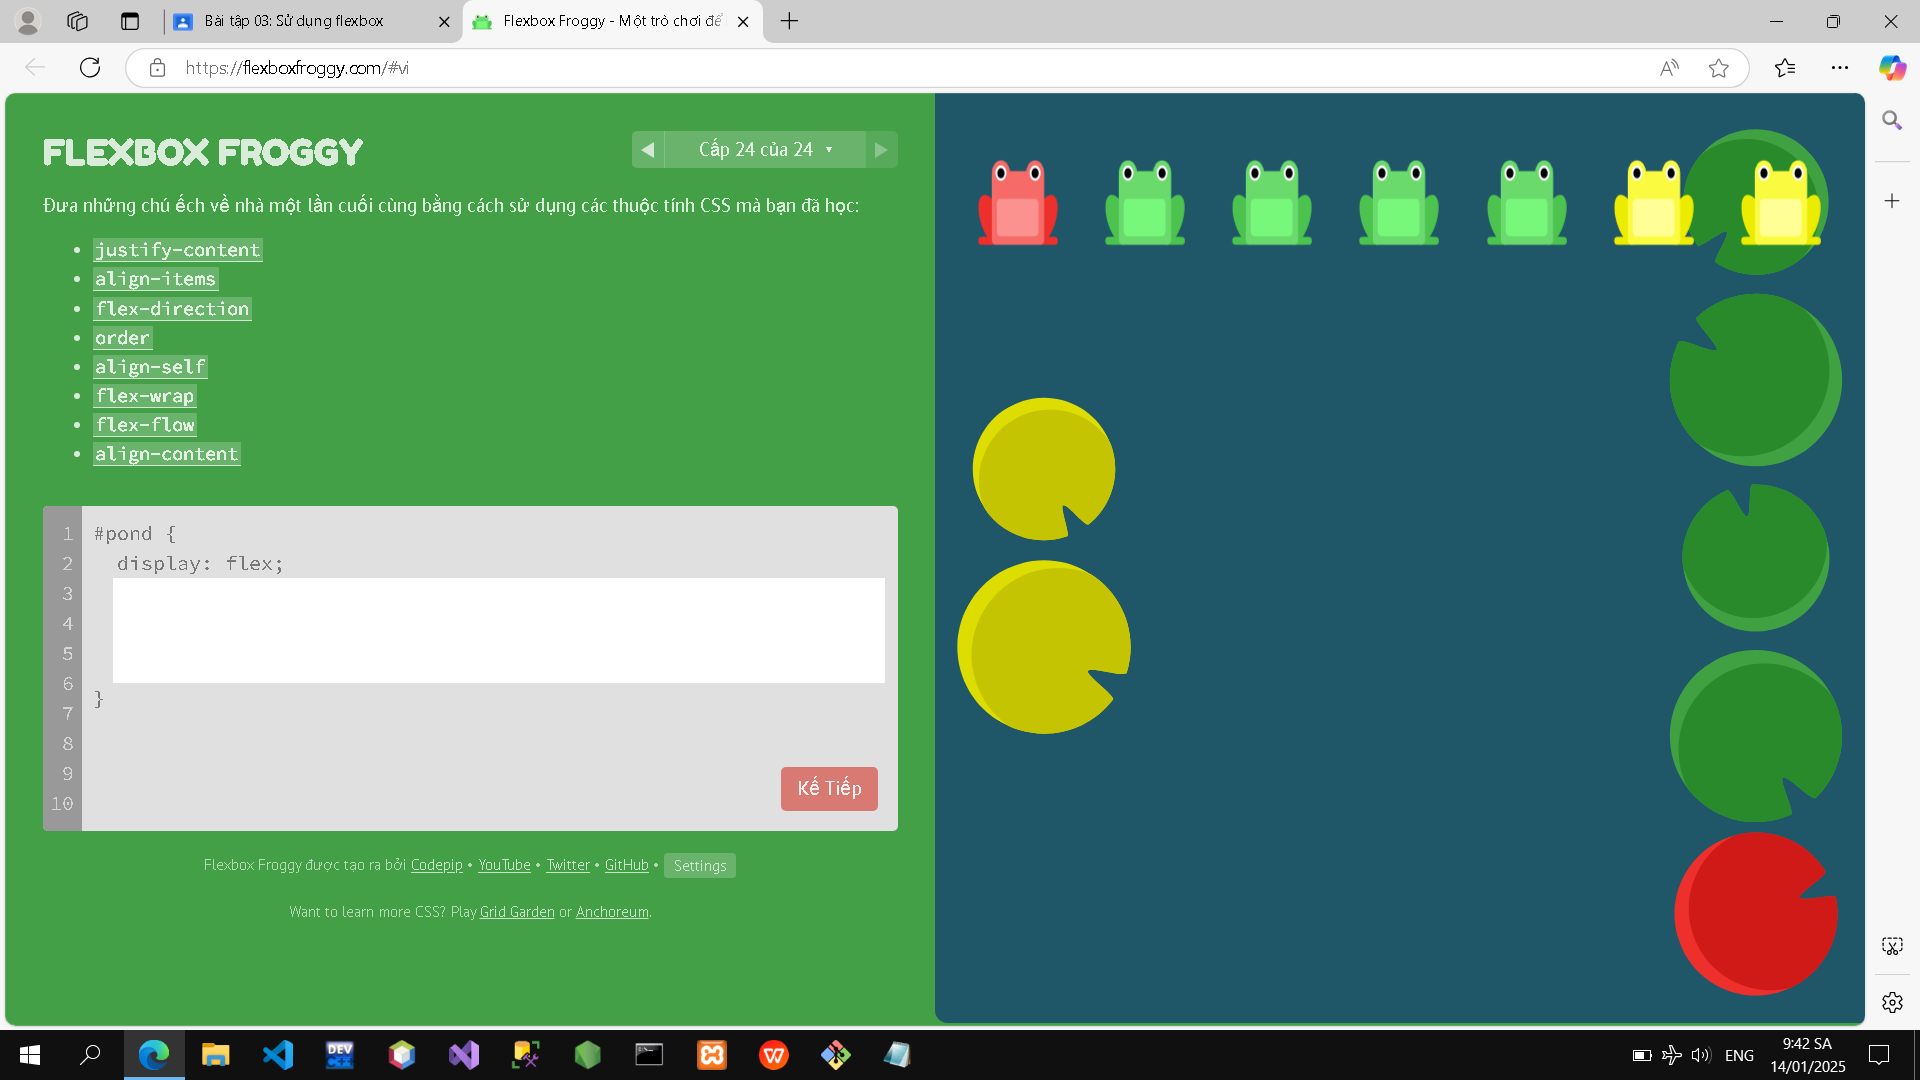 Bài tập 03: Sử dụng flexbox
Flexbox Froggy - Một trò chơi để
https://flexboxfroggy.com/#vi
FLEXBOX FROGGY
Cấp 24 của 24
Đưa những chú ếch về nhà một lần cuối cùng bằng cách sử dụng các thuộc tính CSS mà bạn đã học:
justify-content
align-items
flex-direction
order
align-self
flex-wrap
flex-flow
align-content
1 #pond {
2 display: flex;
3
4
5
6 }
7
8
9
10
Kế Tiếp
Flexbox Froggy được tạo ra bởi Codepip • YouTube • Twitter • GitHub • Settings
Want to learn more CSS? Play Grid Garden or Anchoreum.
DEV C++
ENG
9:42 SA
14/01/2025